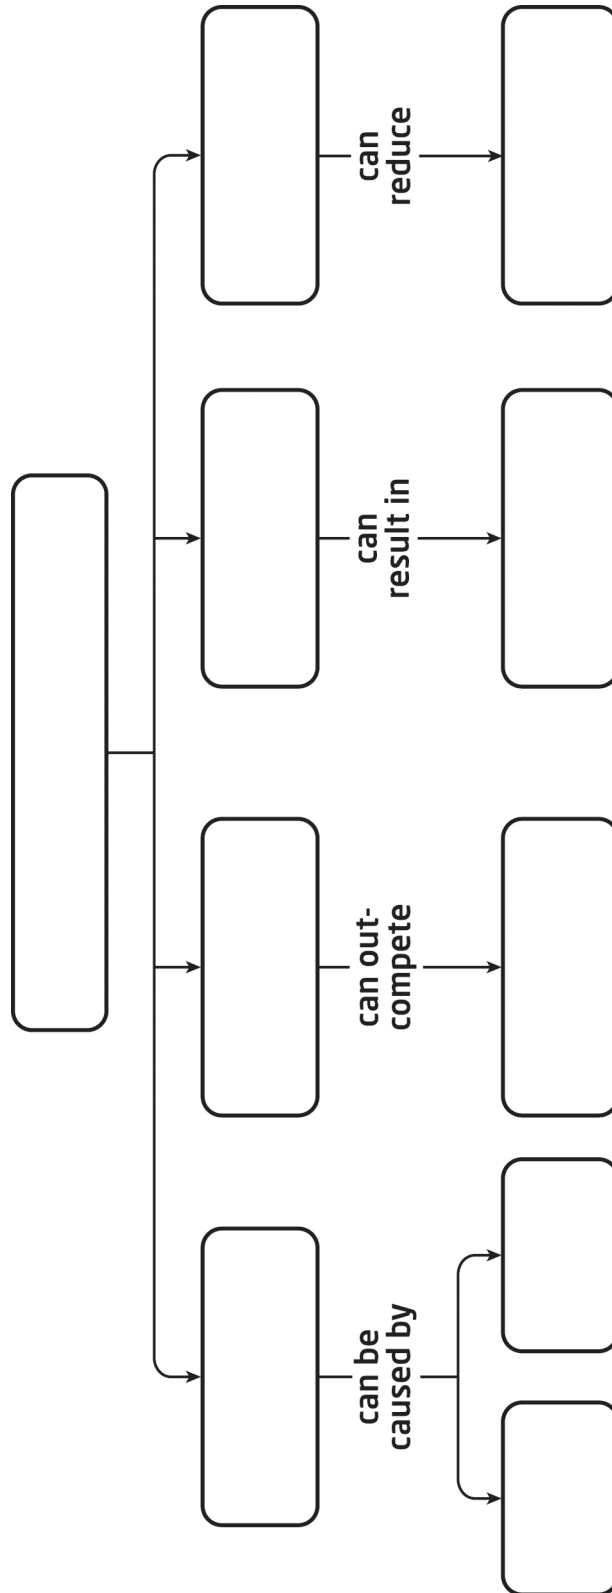 can be
caused by
can out-
compete
can
result in
can
reduce